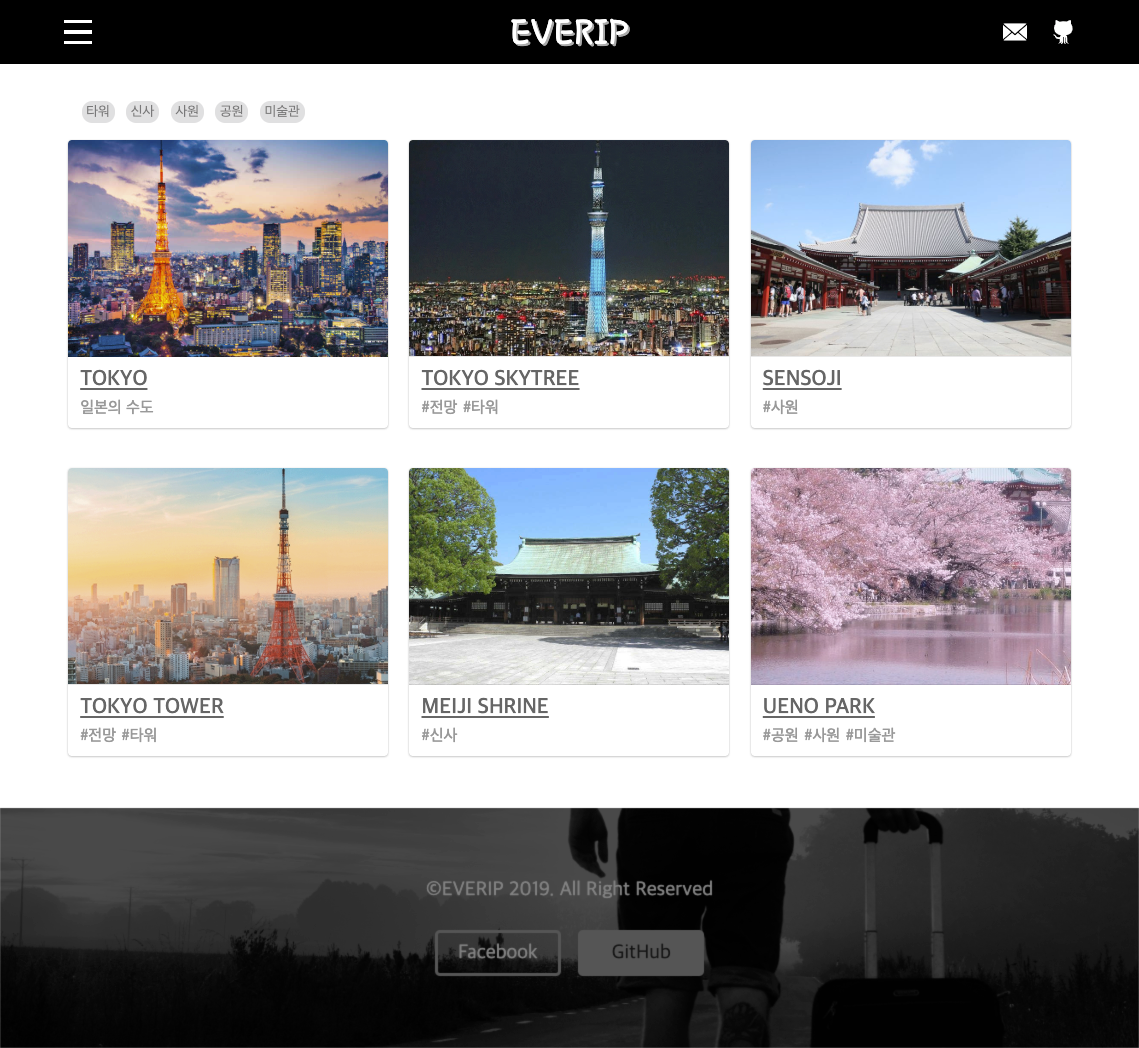 EVERIP
타워 신사 사원 공원 미술관
TOKYO
일본의 수도
TOKYO SKYTREE
#전망 #타워
SENSOJI
#사원
TOKYO TOWER
#전망 #타워
MEIJI SHRINE
#신사
UENO PARK
#공원 #사원 #미술관
©EVERIP 2019. All Right Reserved
Facebook GitHub